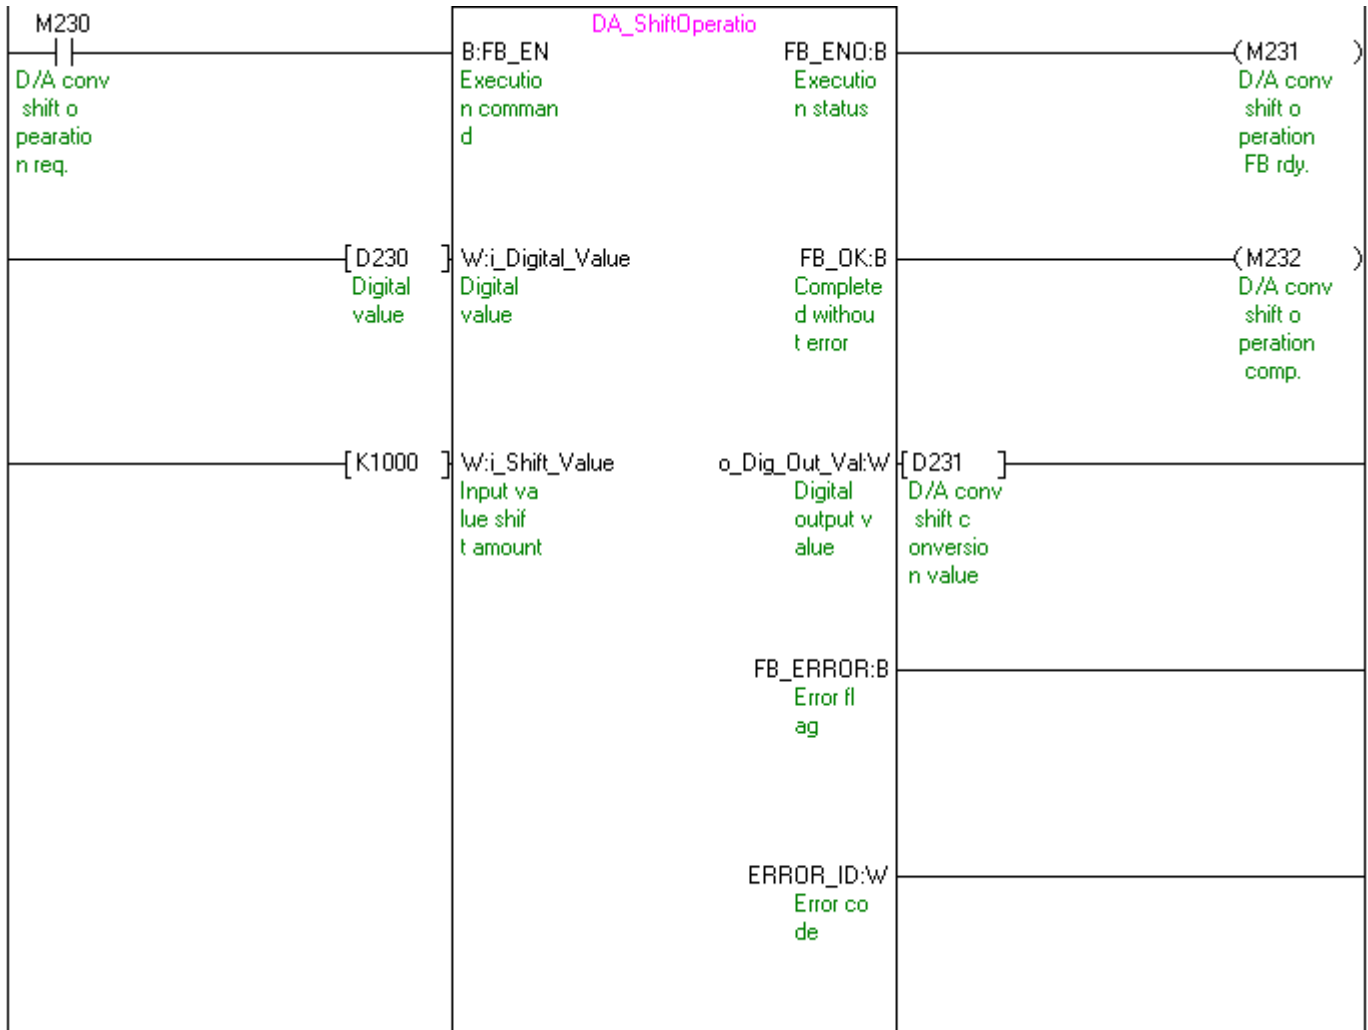 M230
DA_ShiftOperatio
B:FB_EN
FB_ENO:B
(M231 )
D/A conv
shift o
pearatio
n req.
Executio
n comman
d
Executio
n status
D/A conv
shift o
peration
FB rdy.
[D230 ]
W:i_Digital_Value
FB_OK:B
(M232 )
Digital
value
Digital
value
Complete
d withou
t error
D/A conv
shift o
peration
comp.
[K1000 ]
W:i_Shift_Value
o_Dig_Out_Val:W
[D231 ]
Input va
lue shif
t amount
Digital
output v
alue
D/A conv
shift c
onversio
n value
FB_ERROR:B
Error fl
ag
ERROR_ID:W
Error co
de